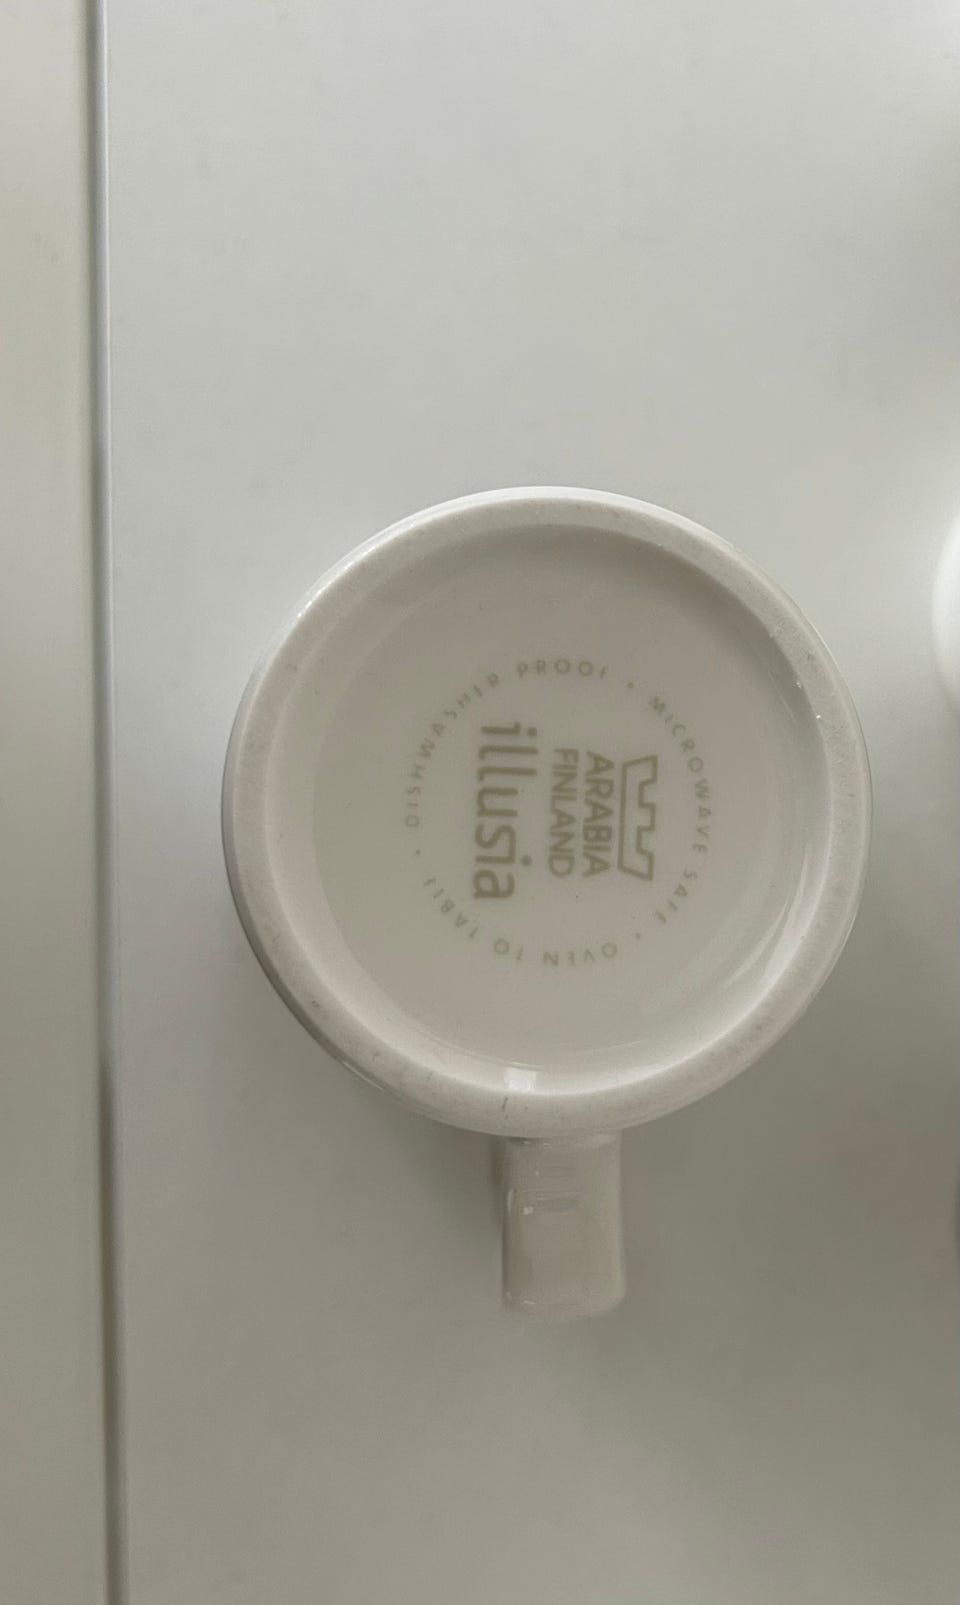 ARABIA
FINLAND
illusia
DISHWASHER PROOF • MICROWAVE SAFE • OVEN TO TABLE •